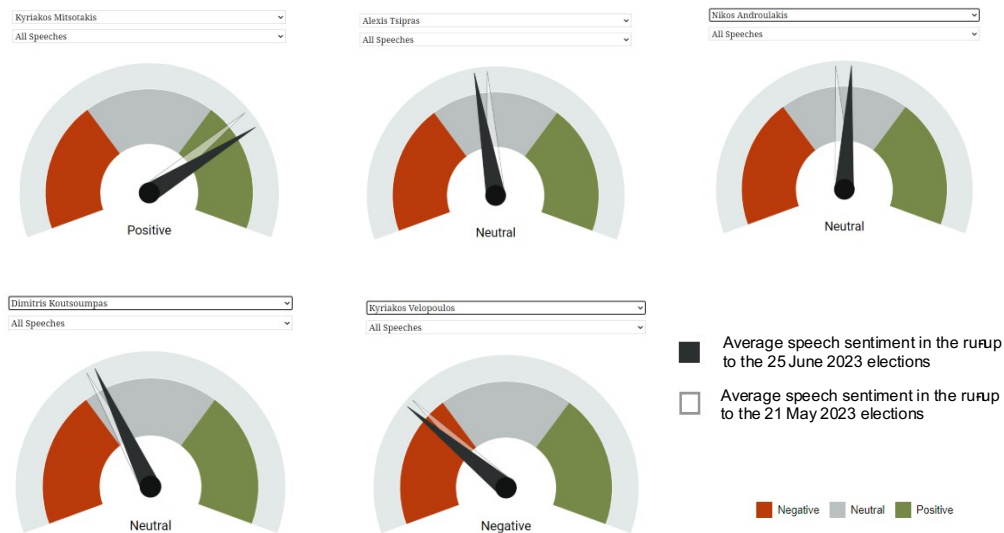 Kyriakos Mitsotakis
All Speeches
Positive
Alexis Tsipras
All Speeches
Neutral
Nikos Androulakis
All Speeches
Neutral
Dimitris Koutsoumpas
All Speeches
Neutral
Kyriakos Velopoulos
All Speeches
Negative
Average speech sentiment in the run-up
to the 25 June 2023 elections
Average speech sentiment in the run-up
to the 21 May 2023 elections
Negative Neutral Positive